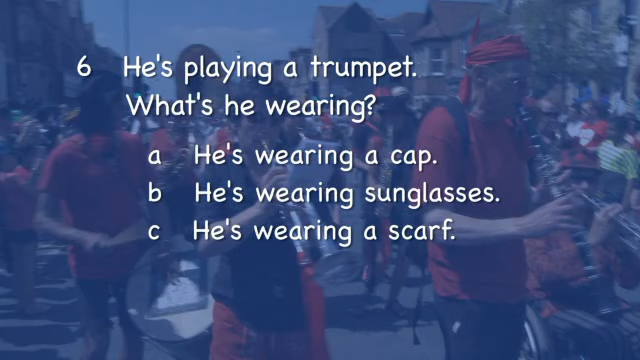 6 He's playing a trumpet.
What's he wearing?
a He's wearing a cap.
b He's wearing sunglasses.
c He's wearing a scarf.